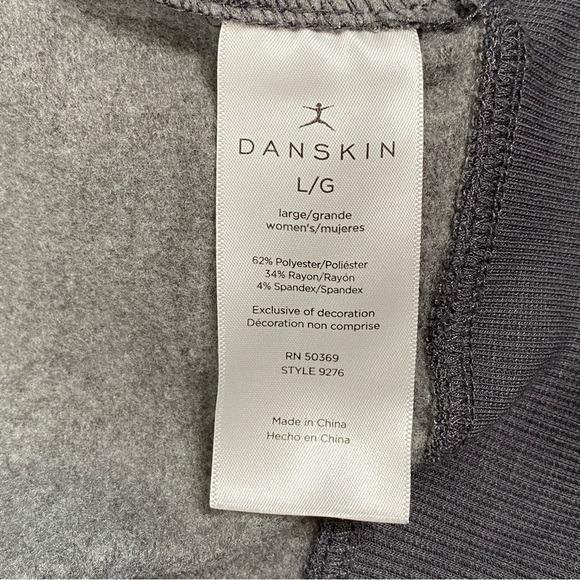 DANSKIN
L/G
large/grande
women's/mujeres
62% Polyester/Poliéster
34% Rayon/Rayón
4% Spandex/Spandex
Exclusive of decoration
Décoration non comprise
RN 50369
STYLE 9276
Made in China
Hecho en China